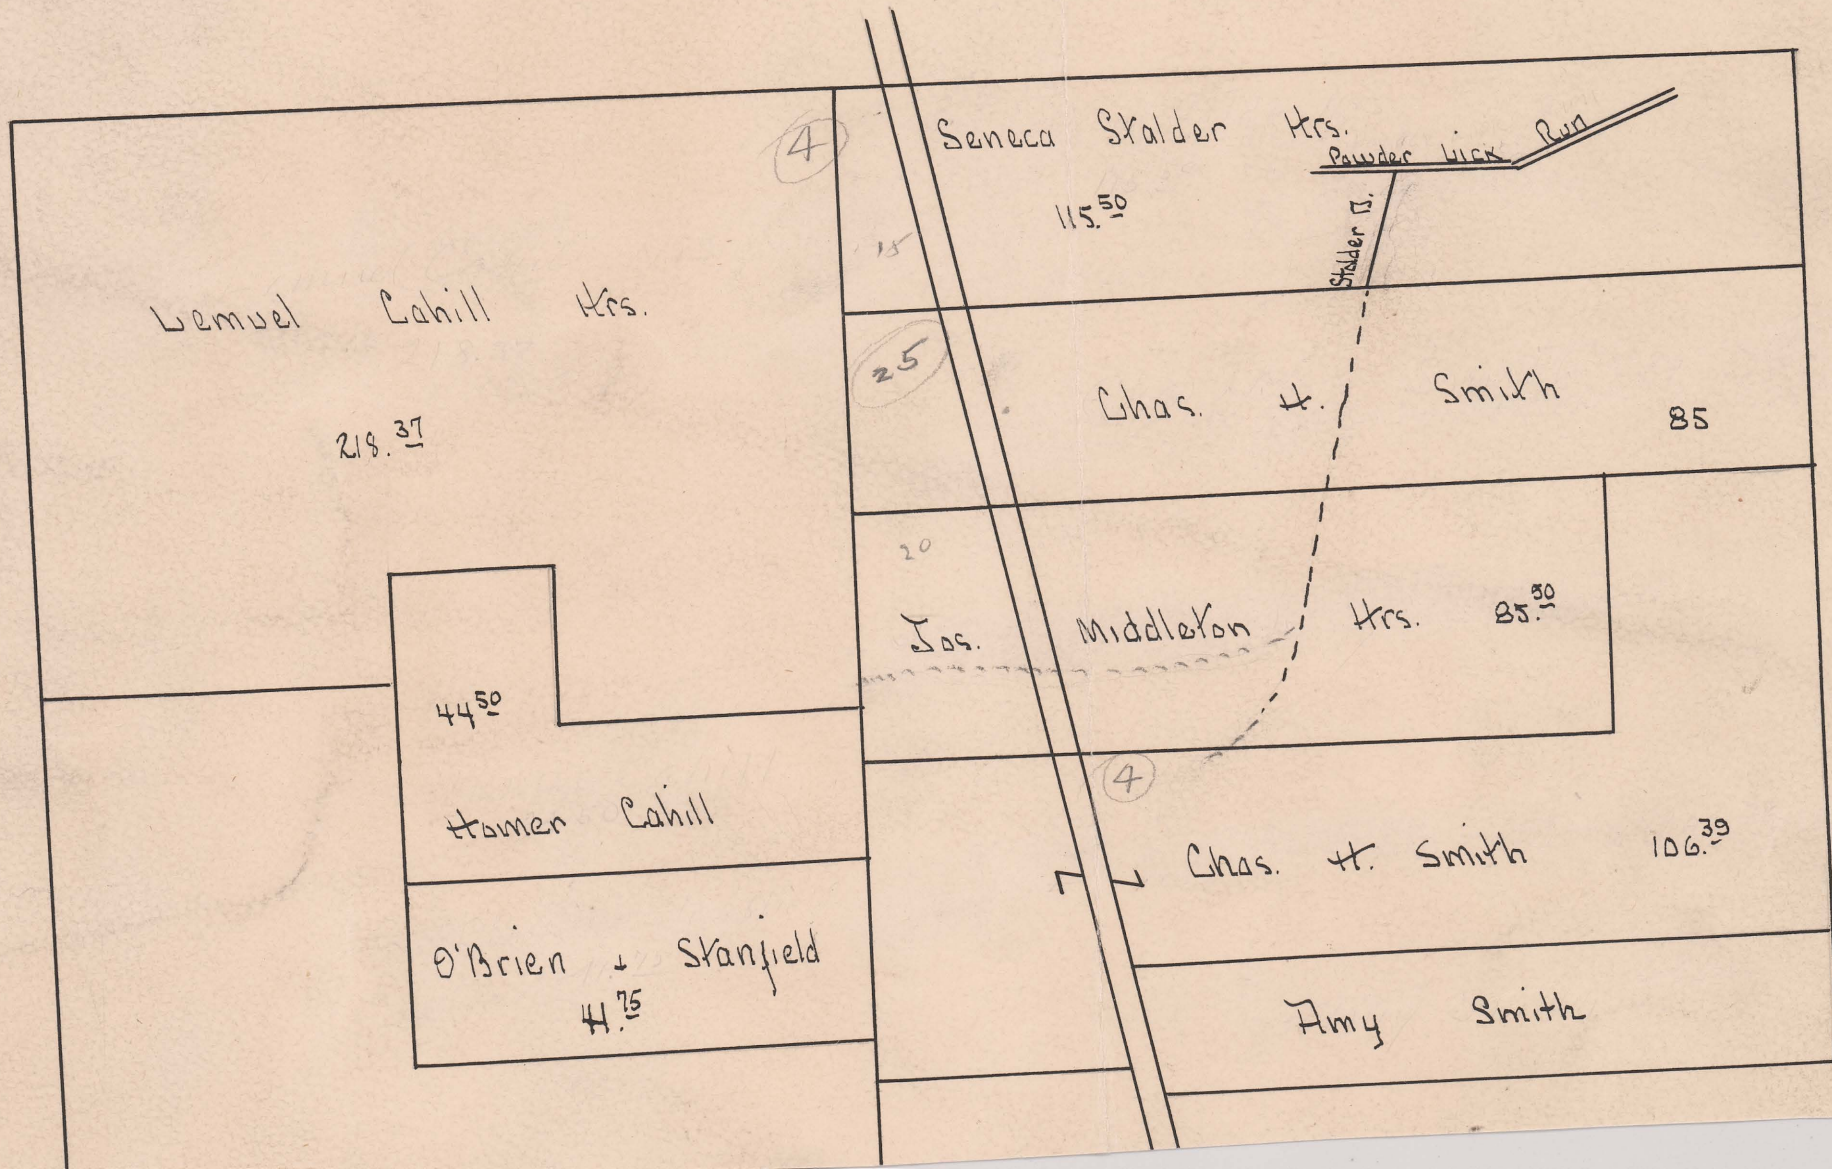 Lemuel Cahill Hrs.
218.37
44 50
Homer Cahill
O'Brien + Stanfield
41.75
4
Seneca Stalder Hrs.
115.50
Powder Lick Run
Stalder B.
15
25
Chas. H. Smith 85
20
Jos. Middleton Hrs. 85.50
4
Chas. H. Smith 106.39
Amy Smith